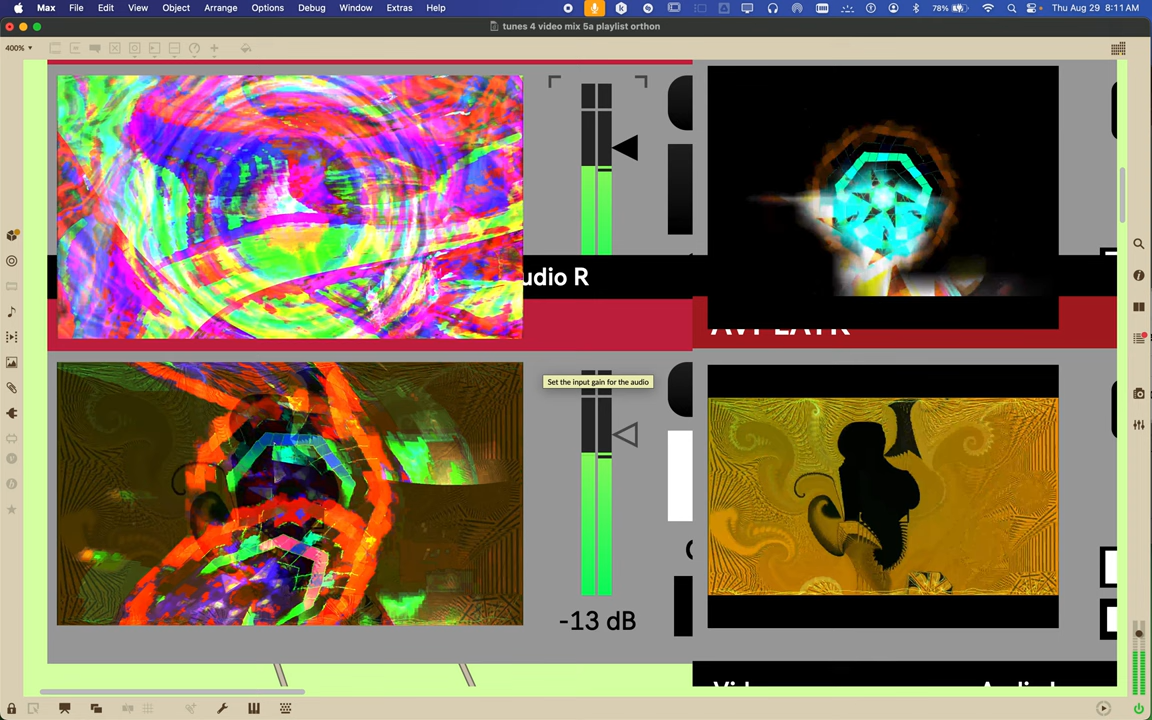 Max File Edit View Object Arrange Options Debug Window Extras Help 78% Thu Aug 29 8:11 AM
tunes 4 video mix 5a playlist orthon
400%
udio R
Set the input gain for the audio
-13 dB